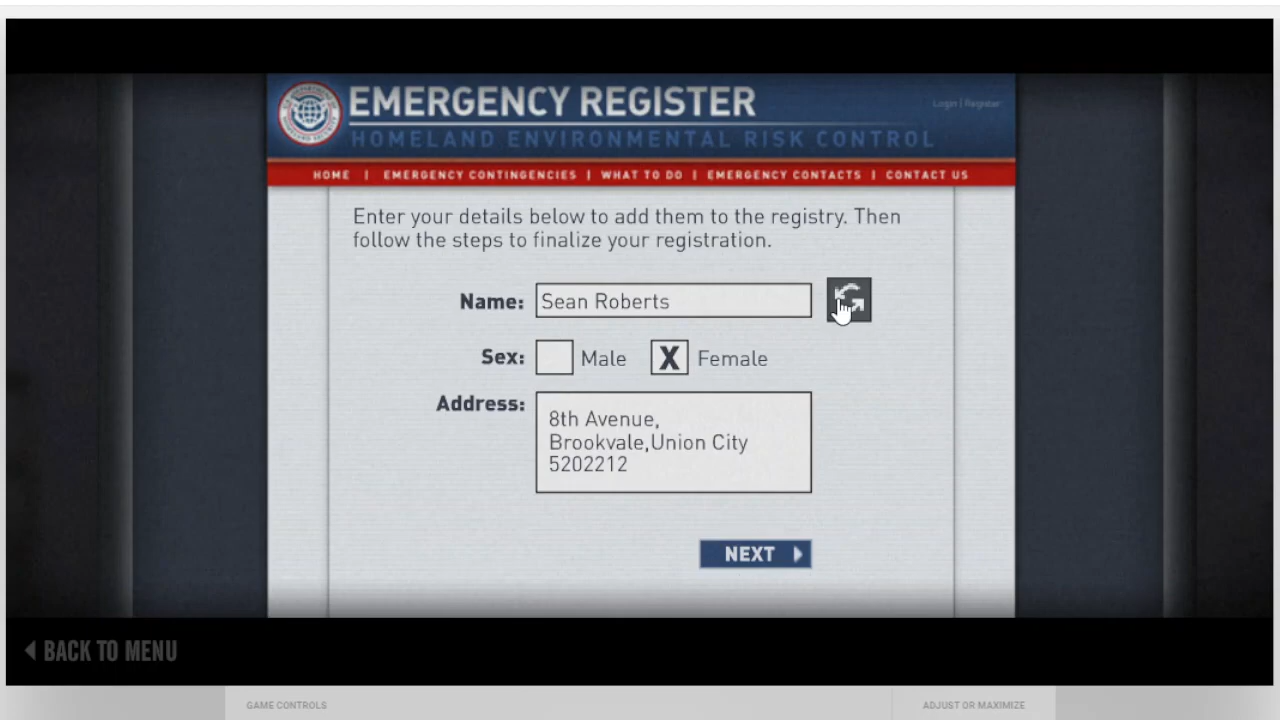 EMERGENCY REGISTER
Login | Register
HOMELAND ENVIRONMENTAL RISK CONTROL
HOME | EMERGENCY CONTINGENCIES | WHAT TO DO | EMERGENCY CONTACTS | CONTACT US
Enter your details below to add them to the registry. Then
follow the steps to finalize your registration.
Name: Sean Roberts
Sex: Male X Female
Address: 8th Avenue,
Brookvale,Union City
5202212
NEXT
BACK TO MENU
GAME CONTROLS ADJUST OR MAXIMIZE